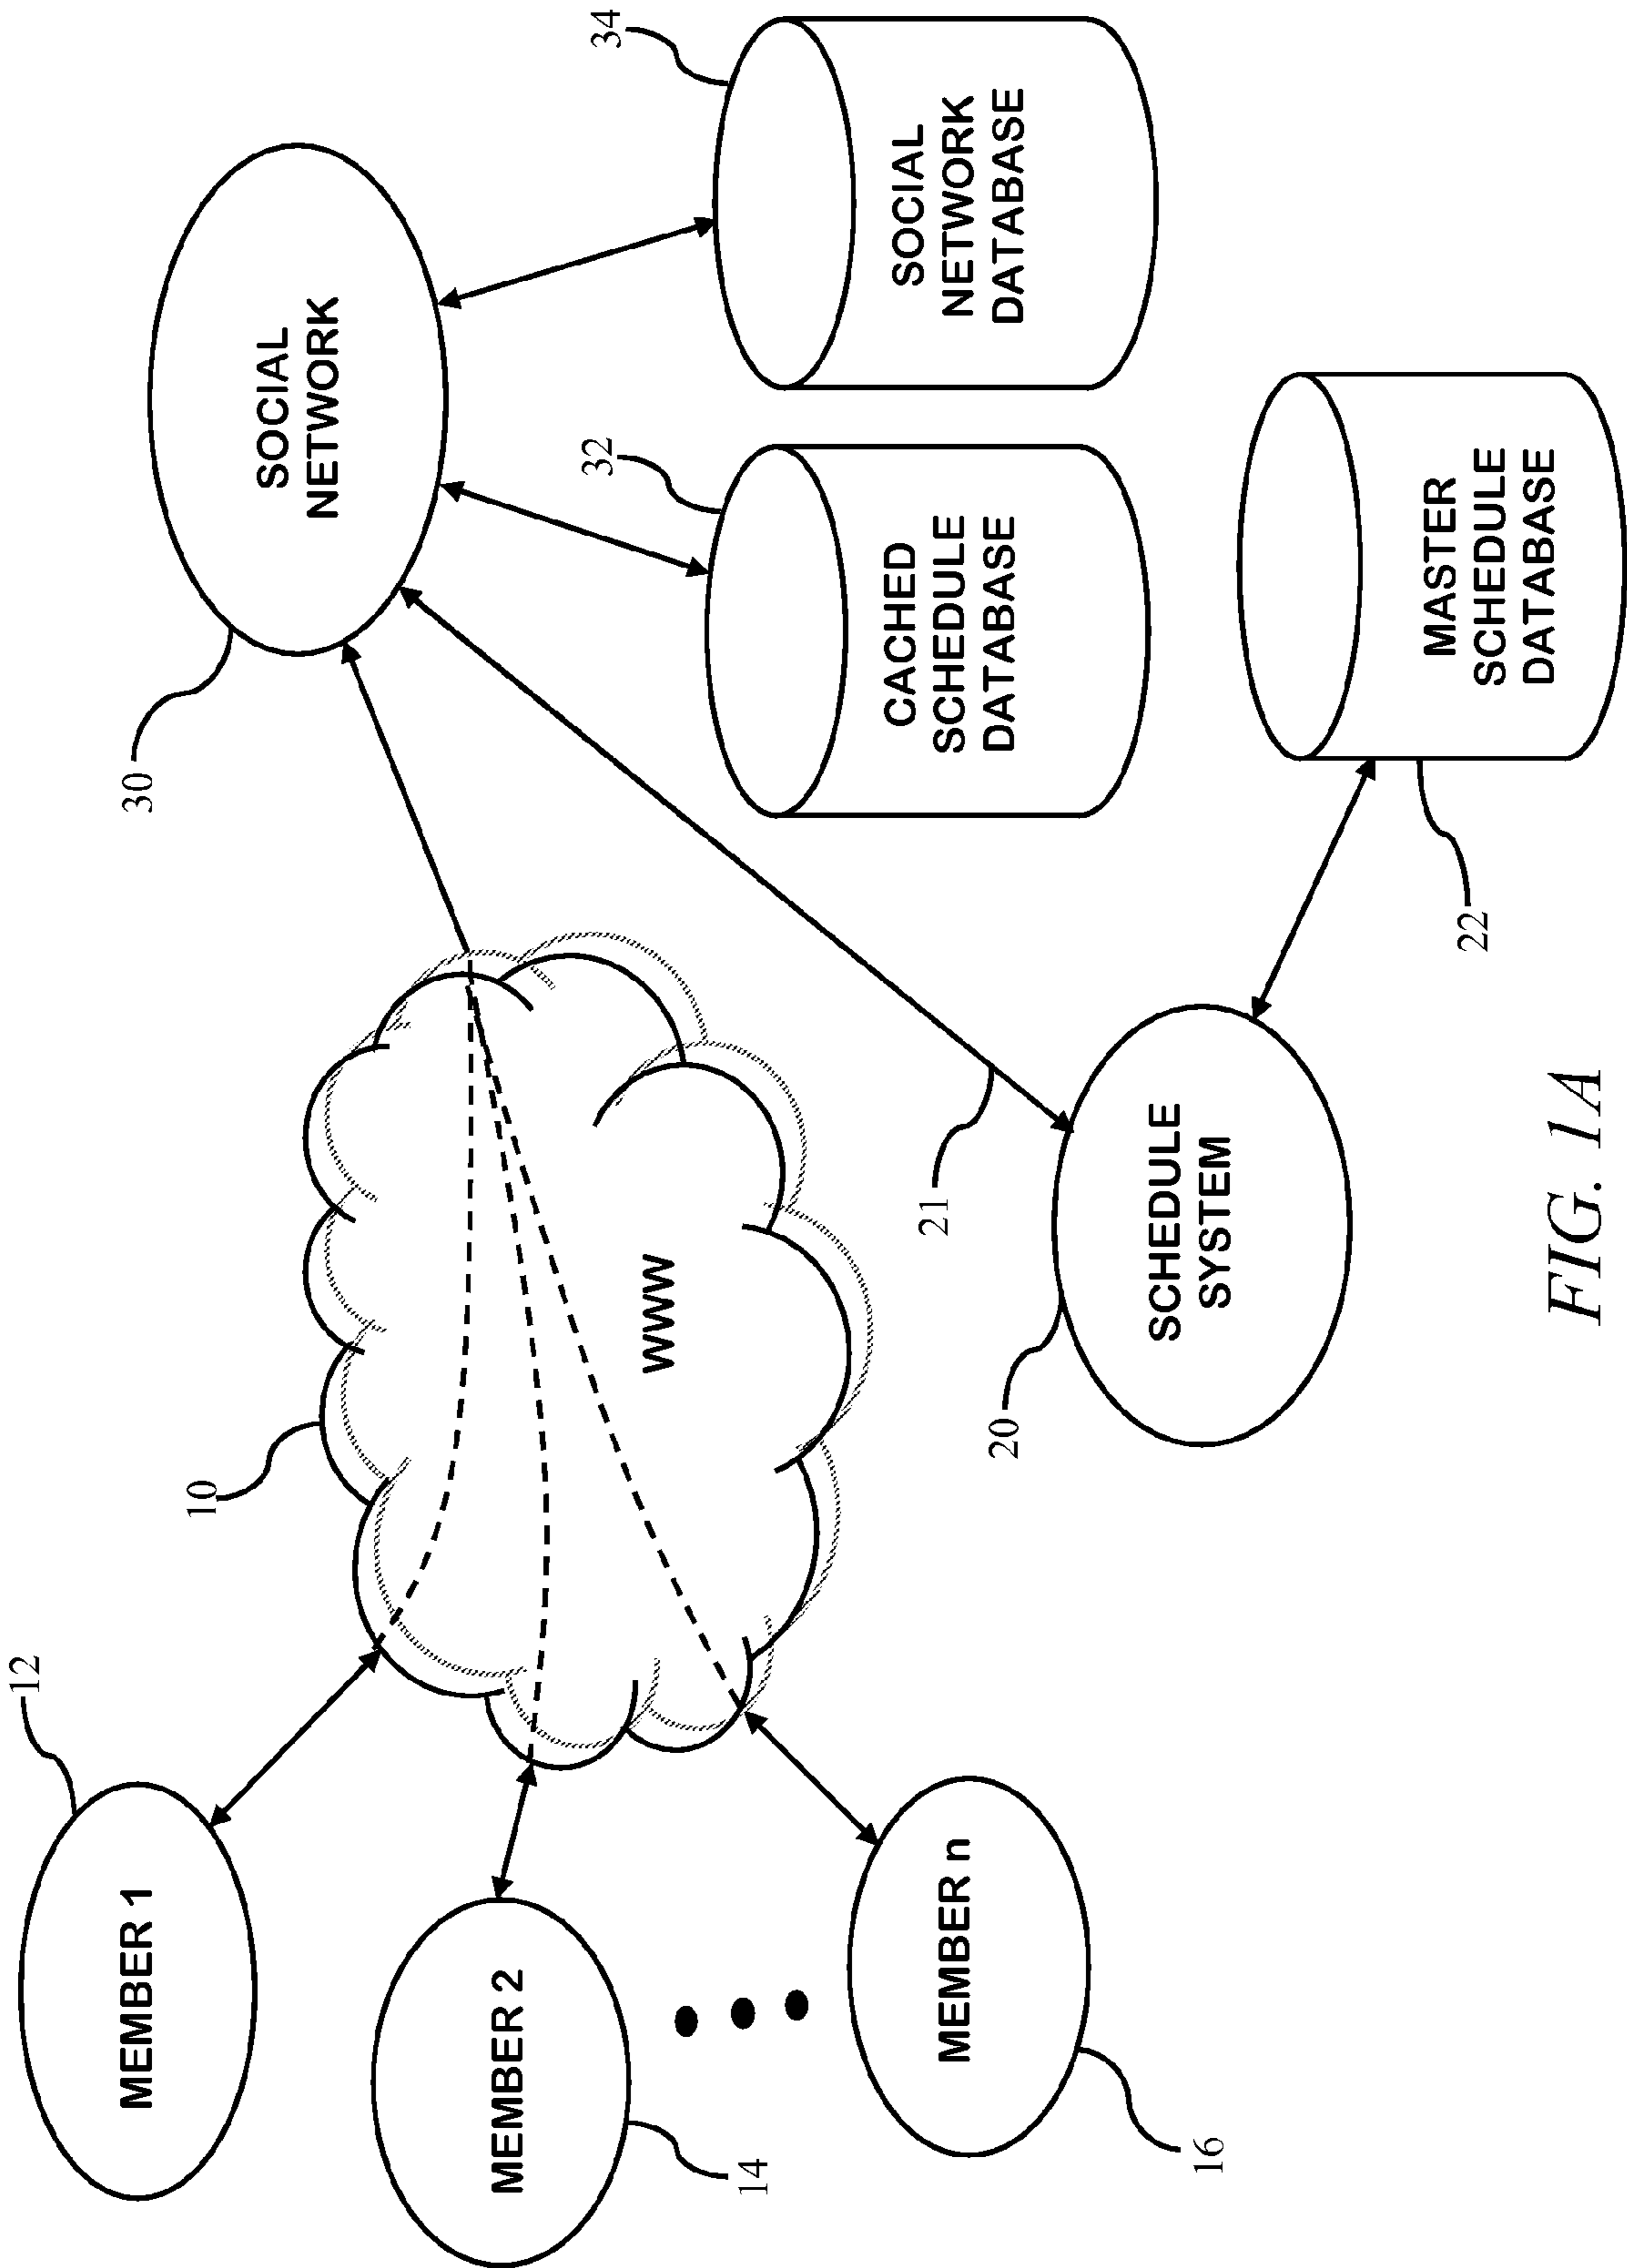 12
MEMBER 1
MEMBER 2
14
MEMBER n
16
10
WWW
30
SOCIAL
NETWORK
32
CACHED
SCHEDULE
DATABASE
34
SOCIAL
NETWORK
DATABASE
21
20
SCHEDULE
SYSTEM
22
MASTER
SCHEDULE
DATABASE
FIG. 1A